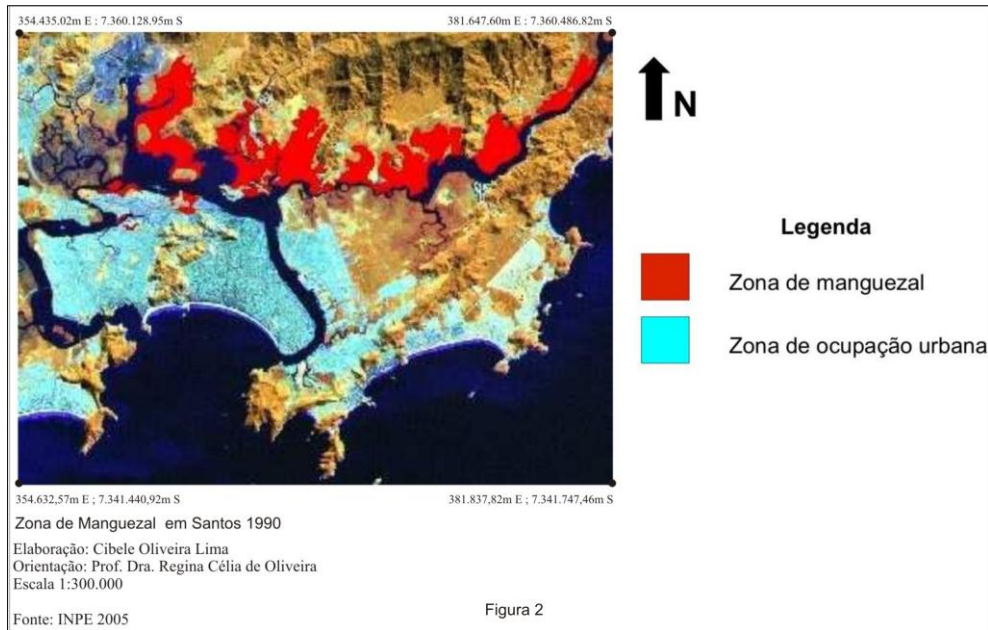 354.435.02m E : 7.360.128.95m S
381.647.60m E : 7.360.486.82m S
N
Legenda
Zona de manguezal
Zona de ocupação urbana
354.632,57m E ; 7.341.440,92m S
381.837,82m E ; 7.341.747,46m S
Zona de Manguezal em Santos 1990
Elaboração: Cibele Oliveira Lima
Orientação: Prof. Dra. Regina Célia de Oliveira
Escala 1:300.000
Fonte: INPE 2005
Figura 2